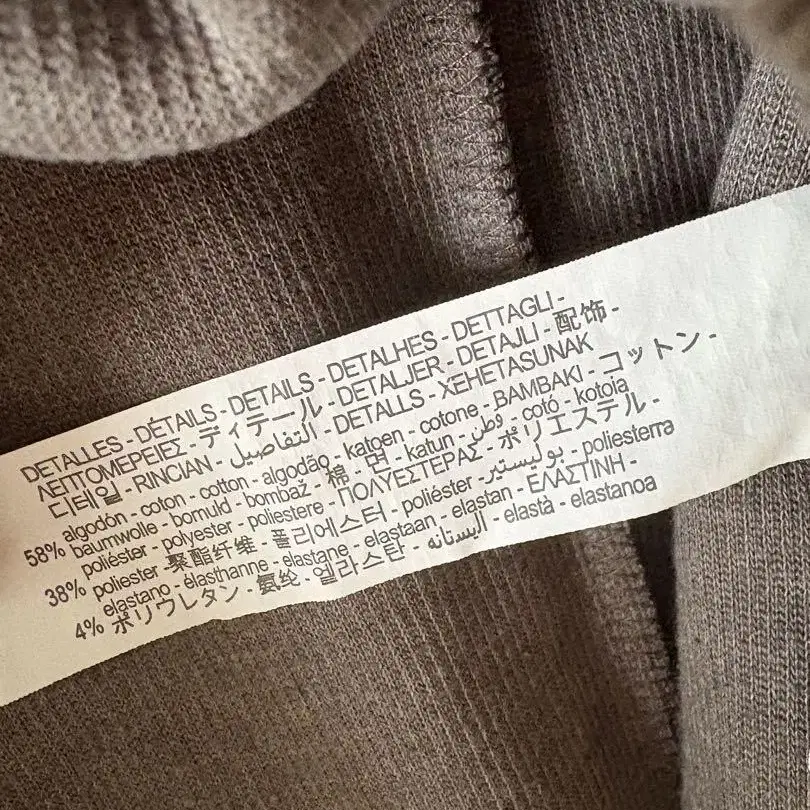 DETALLES - DÉTAILS - DETAILS - DETALHES - DETTAGLI -
ΛΕΠΤΟΜΕΡΕΙΕΣ - ディテール - DETALJER - DETAJLI - 配饰 -
디테일 - RINCIAN - التفاصيل - DETALLS - XEHETASUNAK
58% algodón - coton - cotton - algodão - katoen - cotone - BAMBAKI - コットン -
baumwolle - bomuld - bombaž - 棉 - 면 - katun - وطن - cotó - kotoia
38% poliéster - polyester - poliestere - ΠΟΛΥΕΣΤΕΡΑΣ - ポリエステル -
poliester - 聚酯纤维 - 폴리에스터 - poliēster - بوليستير - poliesterra
4% elastano - élasthanne - elastane - elastaan - elastan - ΕΛΑΣΤΙΝΗ -
ポリウレタン - 氨纶 - 엘라스탄 - البستانه - elastà - elastanoa